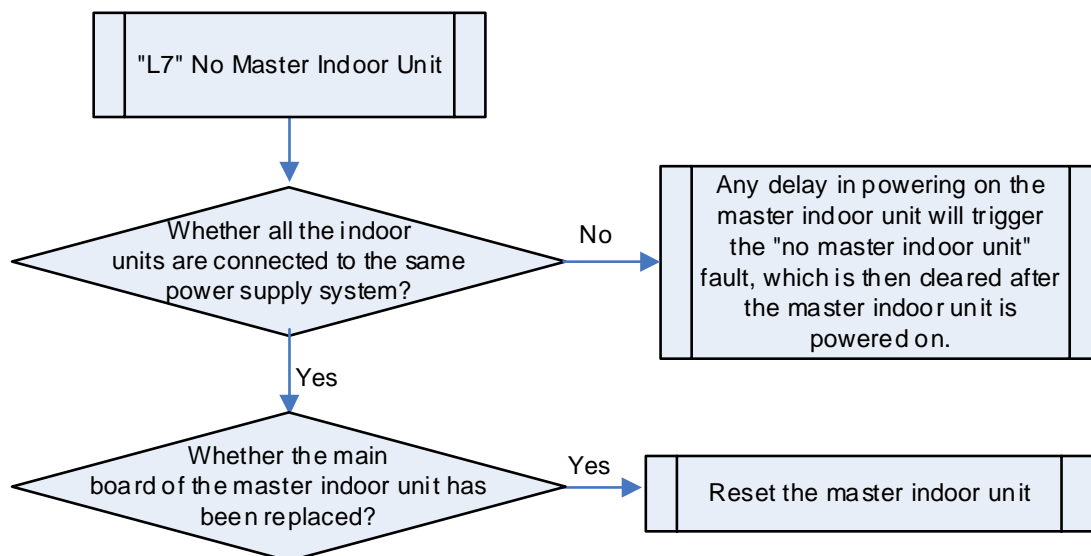 "L7" No Master Indoor Unit
Whether all the indoor
units are connected to the same
power supply system?
No
Any delay in powering on the
master indoor unit will trigger
the "no master indoor unit"
fault, which is then cleared after
the master indoor unit is
powered on.
Yes
Whether the main
board of the master indoor unit has
been replaced?
Yes
Reset the master indoor unit